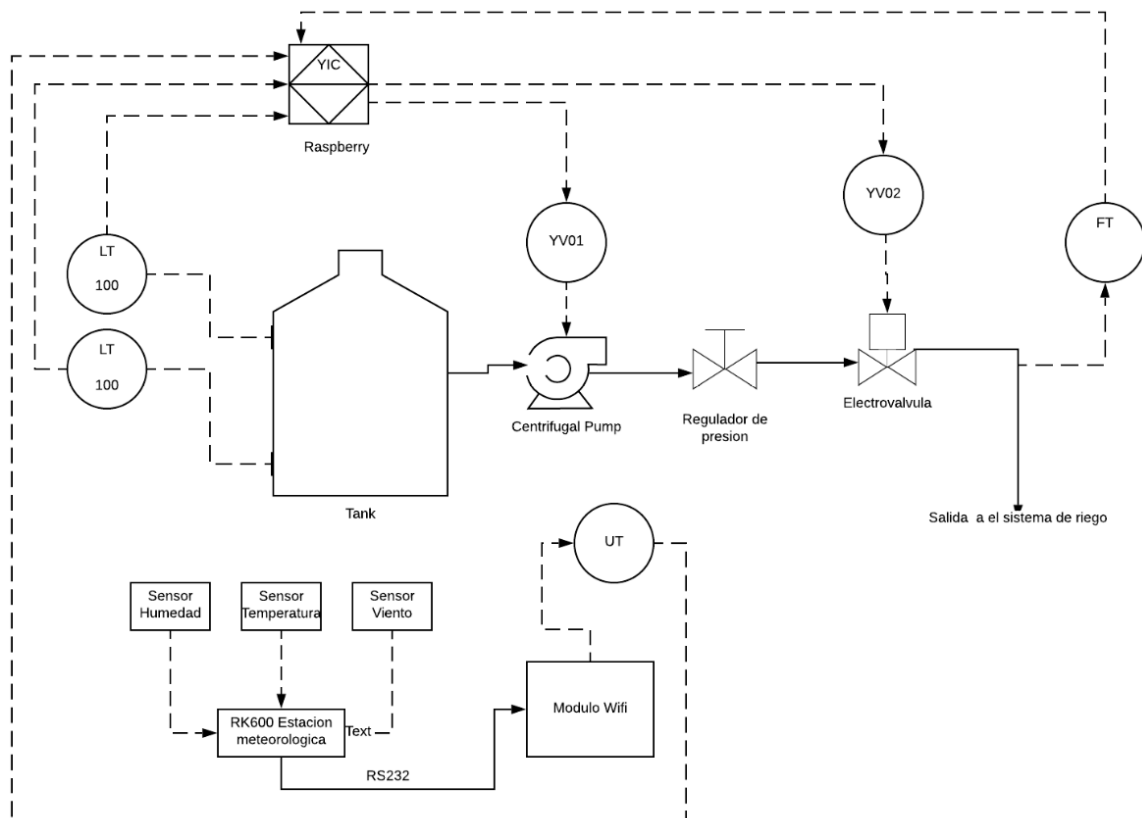 YIC
Raspberry
YV02
FT
YV01
LT
100
LT
100
Electrovalvula
Centrifugal Pump
Regulador de
presion
Tank
Salida a el sistema de riego
UT
Sensor
Humedad
Sensor
Temperatura
Sensor
Viento
Modulo Wifi
RK600 Estacion
meteorologica
Text
RS232